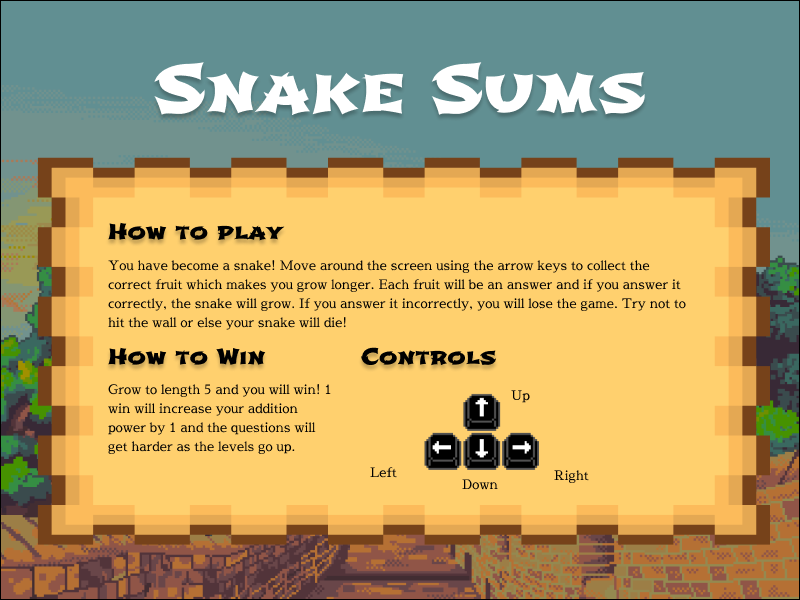 Snake Sums
How to play
You have become a snake! Move around the screen using the arrow keys to collect the
correct fruit which makes you grow longer. Each fruit will be an answer and if you answer it
correctly, the snake will grow. If you answer it incorrectly, you will lose the game. Try not to
hit the wall or else your snake will die!
How to Win
Grow to length 5 and you will win! 1
win will increase your addition
power by 1 and the questions will
get harder as the levels go up.
Controls
Up
Left
Down
Right